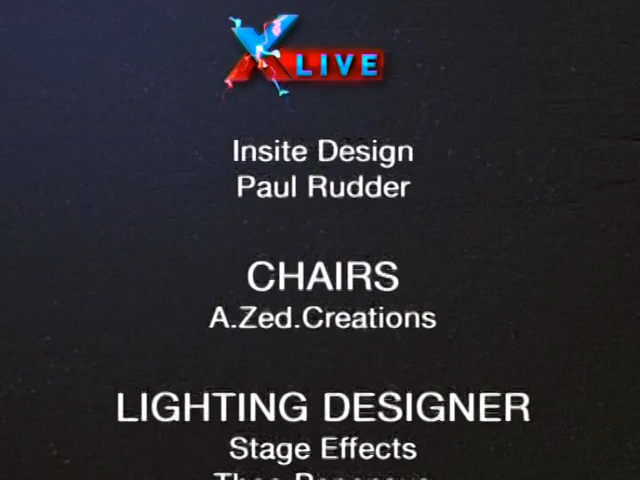 X LIVE
Insite Design
Paul Rudder
CHAIRS
A.Zed.Creations
LIGHTING DESIGNER
Stage Effects